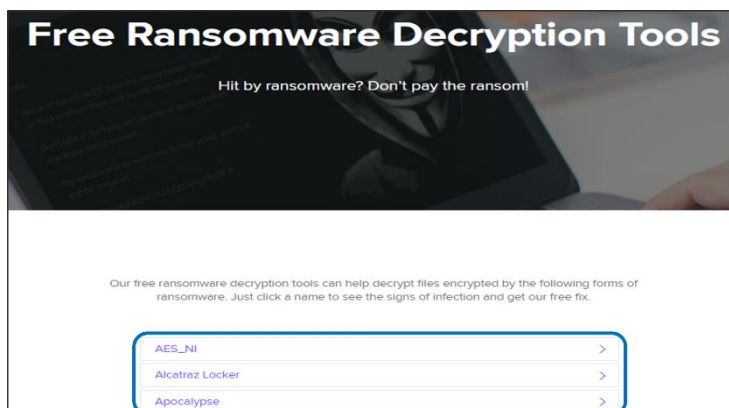 Free Ransomware Decryption Tools
Hit by ransomware? Don't pay the ransom!
Our free ransomware decryption tools can help decrypt files encrypted by the following forms of
ransomware. Just click a name to see the signs of infection and get our free fix.
AES_NI
Alcatraz Locker
Apocalypse